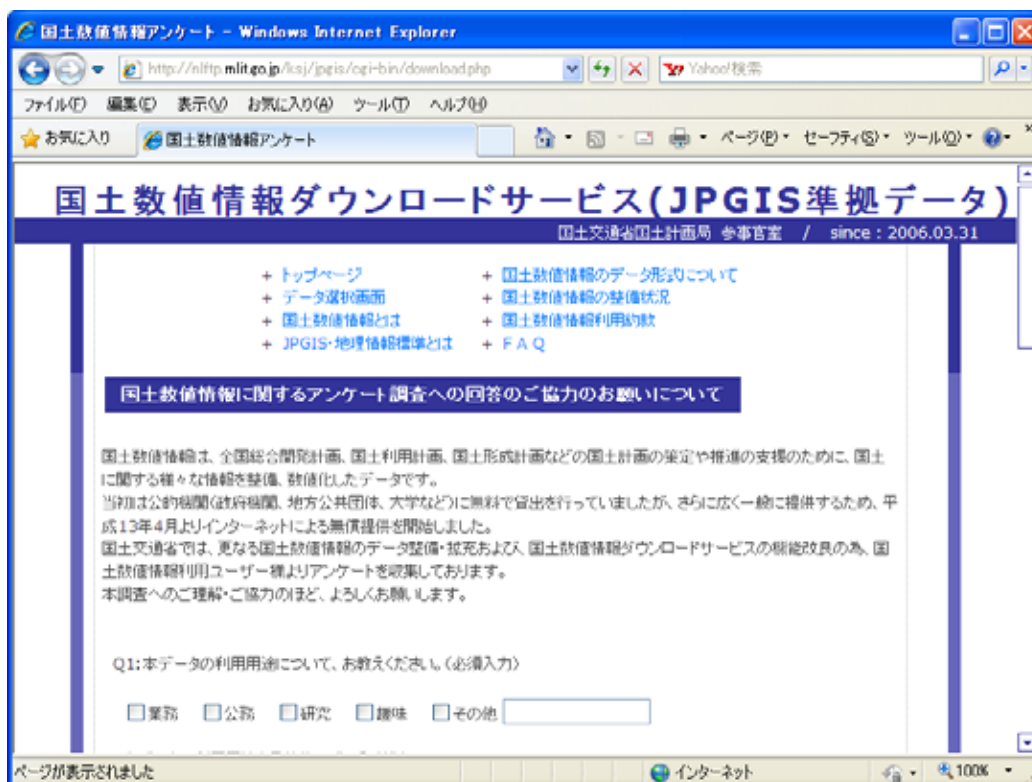 国土数値情報アンケート - Windows Internet Explorer
http://nlftp.mlit.go.jp/ksj/jpgis/cgi-bin/download.php
Yahoo!検索
ファイル(F) 編集(E) 表示(V) お気に入り(A) ツール(T) ヘルプ(H)
お気に入り 国土数値情報アンケート ページ(P) セーフティ(S) ツール(O)
国土数値情報ダウンロードサービス(JPGIS準拠データ)
国土交通省国土計画局 参事官室 / since : 2006.03.31
+ トップページ + 国土数値情報のデータ形式について
+ データ選択画面 + 国土数値情報の整備状況
+ 国土数値情報とは + 国土数値情報利用約款
+ JPGIS・地理情報標準とは + F A Q
国土数値情報に関するアンケート調査への回答のご協力のお願いについて
国土数値情報は、全国総合開発計画、国土利用計画、国土形成計画などの国土計画の策定や推進の支援のために、国土
に関する様々な情報を整備、数値化したデータです。
当初は公的機関(政府機関、地方公共団体、大学など)に無料で貸出を行っていましたが、さらに広く一般に提供するため、平
成13年4月よりインターネットによる無償提供を開始しました。
国土交通省では、更なる国土数値情報のデータ整備・拡充および、国土数値情報ダウンロードサービスの機能改良の為、国
土数値情報利用ユーザー様よりアンケートを収集しております。
本調査へのご理解・ご協力のほど、よろしくお願いします。
Q1:本データの利用用途について、お教えください。(必須入力)
業務 公務 研究 趣味 その他
ページが表示されました インターネット 100%